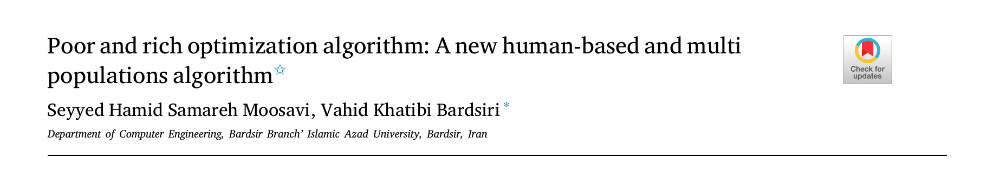 Poor and rich optimization algorithm: A new human-based and multi
populations algorithm☆
Check for
updates
Seyyed Hamid Samareh Moosavi, Vahid Khatibi Bardsiri *
Department of Computer Engineering, Bardsir Branch’ Islamic Azad University, Bardsir, Iran